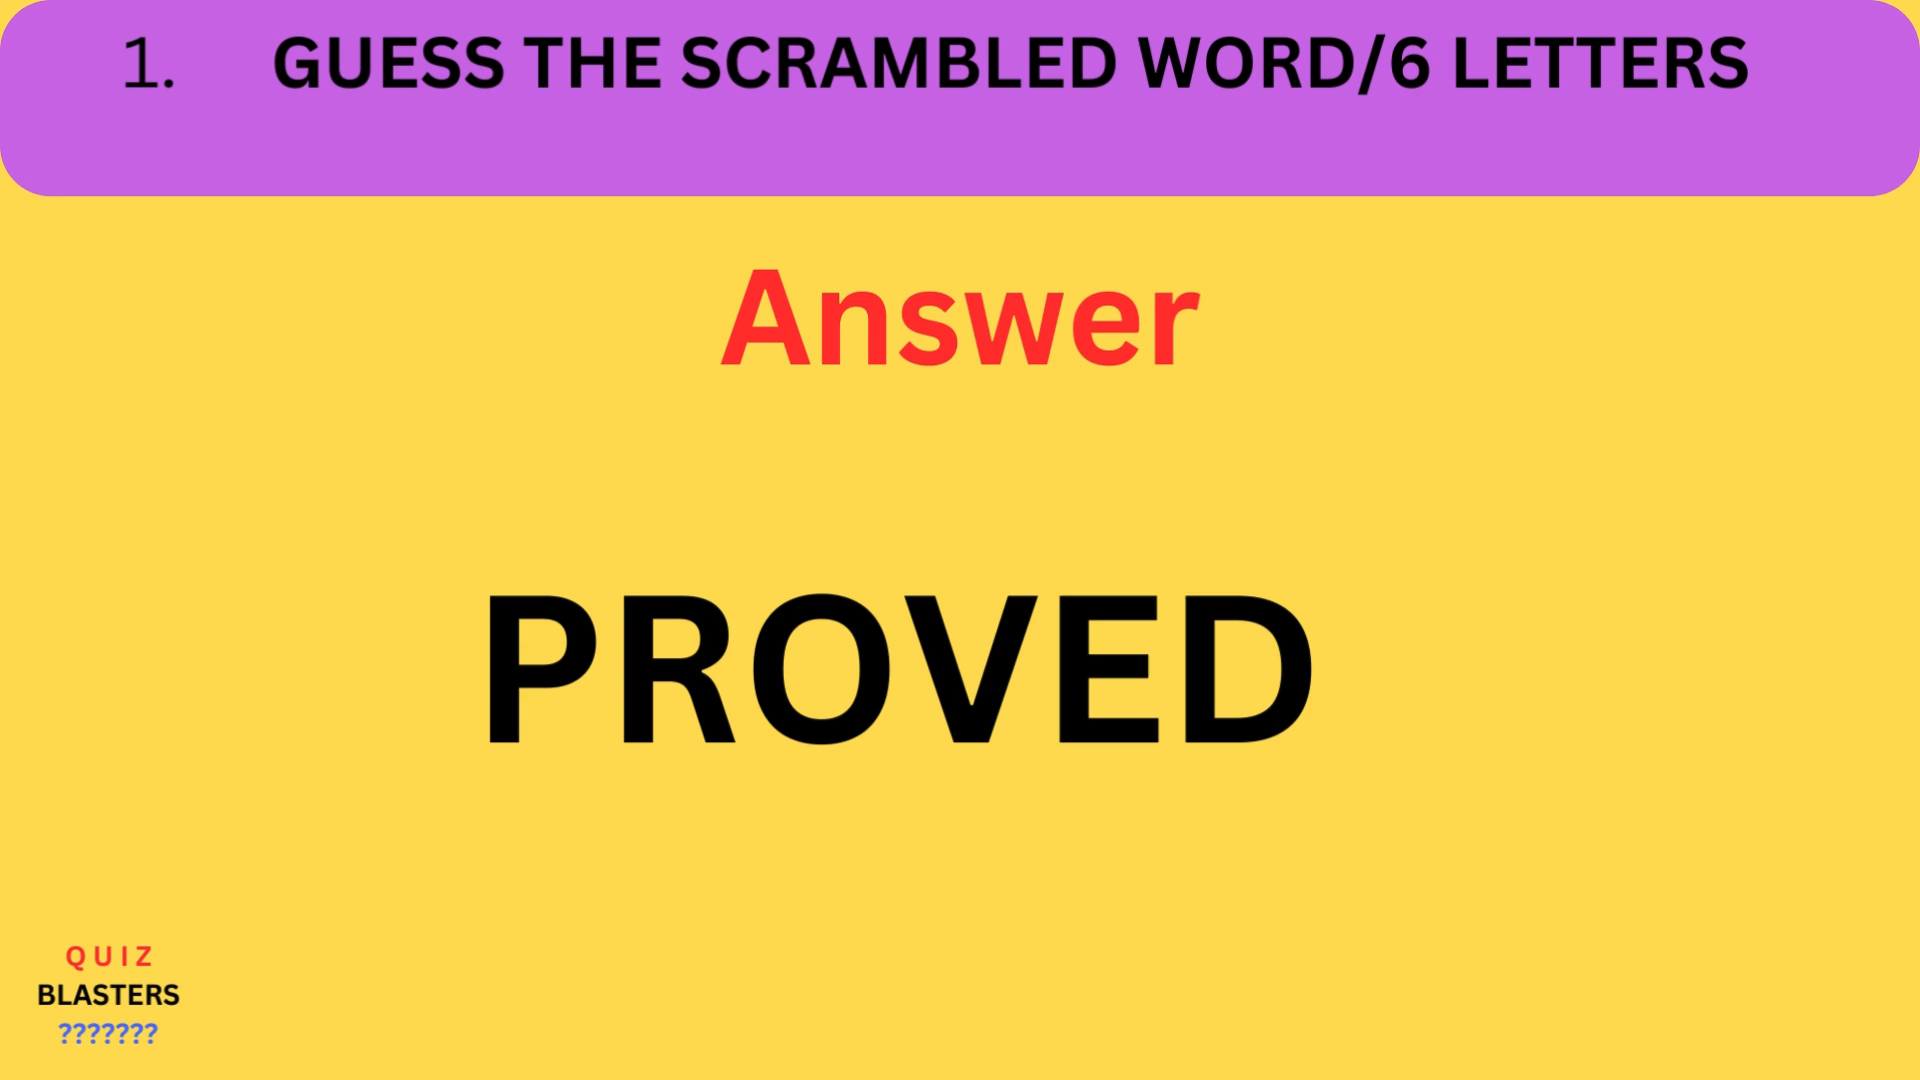 1. GUESS THE SCRAMBLED WORD/6 LETTERS
Answer
PROVED
QUIZ
BLASTERS
???????